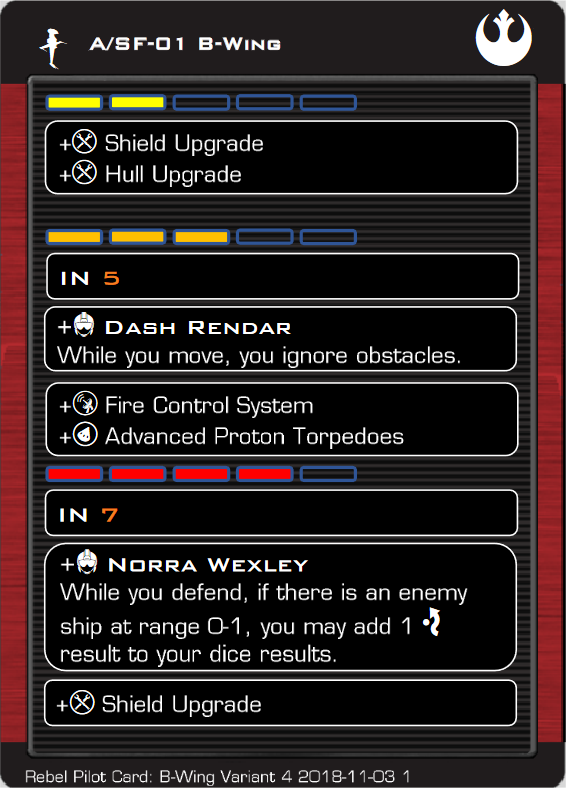 A/SF-01 B-Wing
+ Shield Upgrade
+ Hull Upgrade
IN 5
+ Dash Rendar
While you move, you ignore obstacles.
+ Fire Control System
+ Advanced Proton Torpedoes
IN 7
+ Norra Wexley
While you defend, if there is an enemy
ship at range 0-1, you may add 1
result to your dice results.
+ Shield Upgrade
Rebel Pilot Card: B-Wing Variant 4 2018-11-03 1